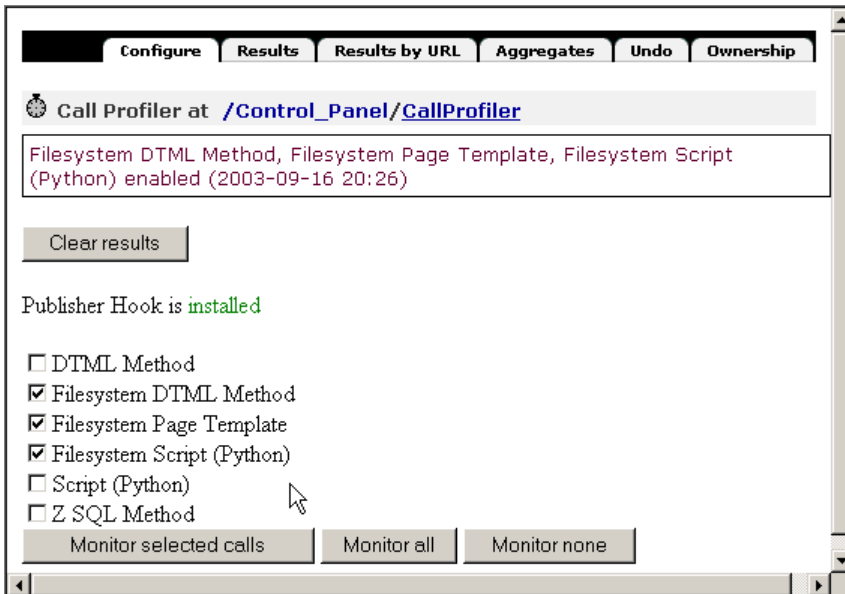 Configure Results Results by URL Aggregates Undo Ownership
Call Profiler at /Control_Panel/CallProfiler
Filesystem DTML Method, Filesystem Page Template, Filesystem Script
(Python) enabled (2003-09-16 20:26)
Clear results
Publisher Hook is installed
DTML Method
Filesystem DTML Method
Filesystem Page Template
Filesystem Script (Python)
Script (Python)
Z SQL Method
Monitor selected calls Monitor all Monitor none